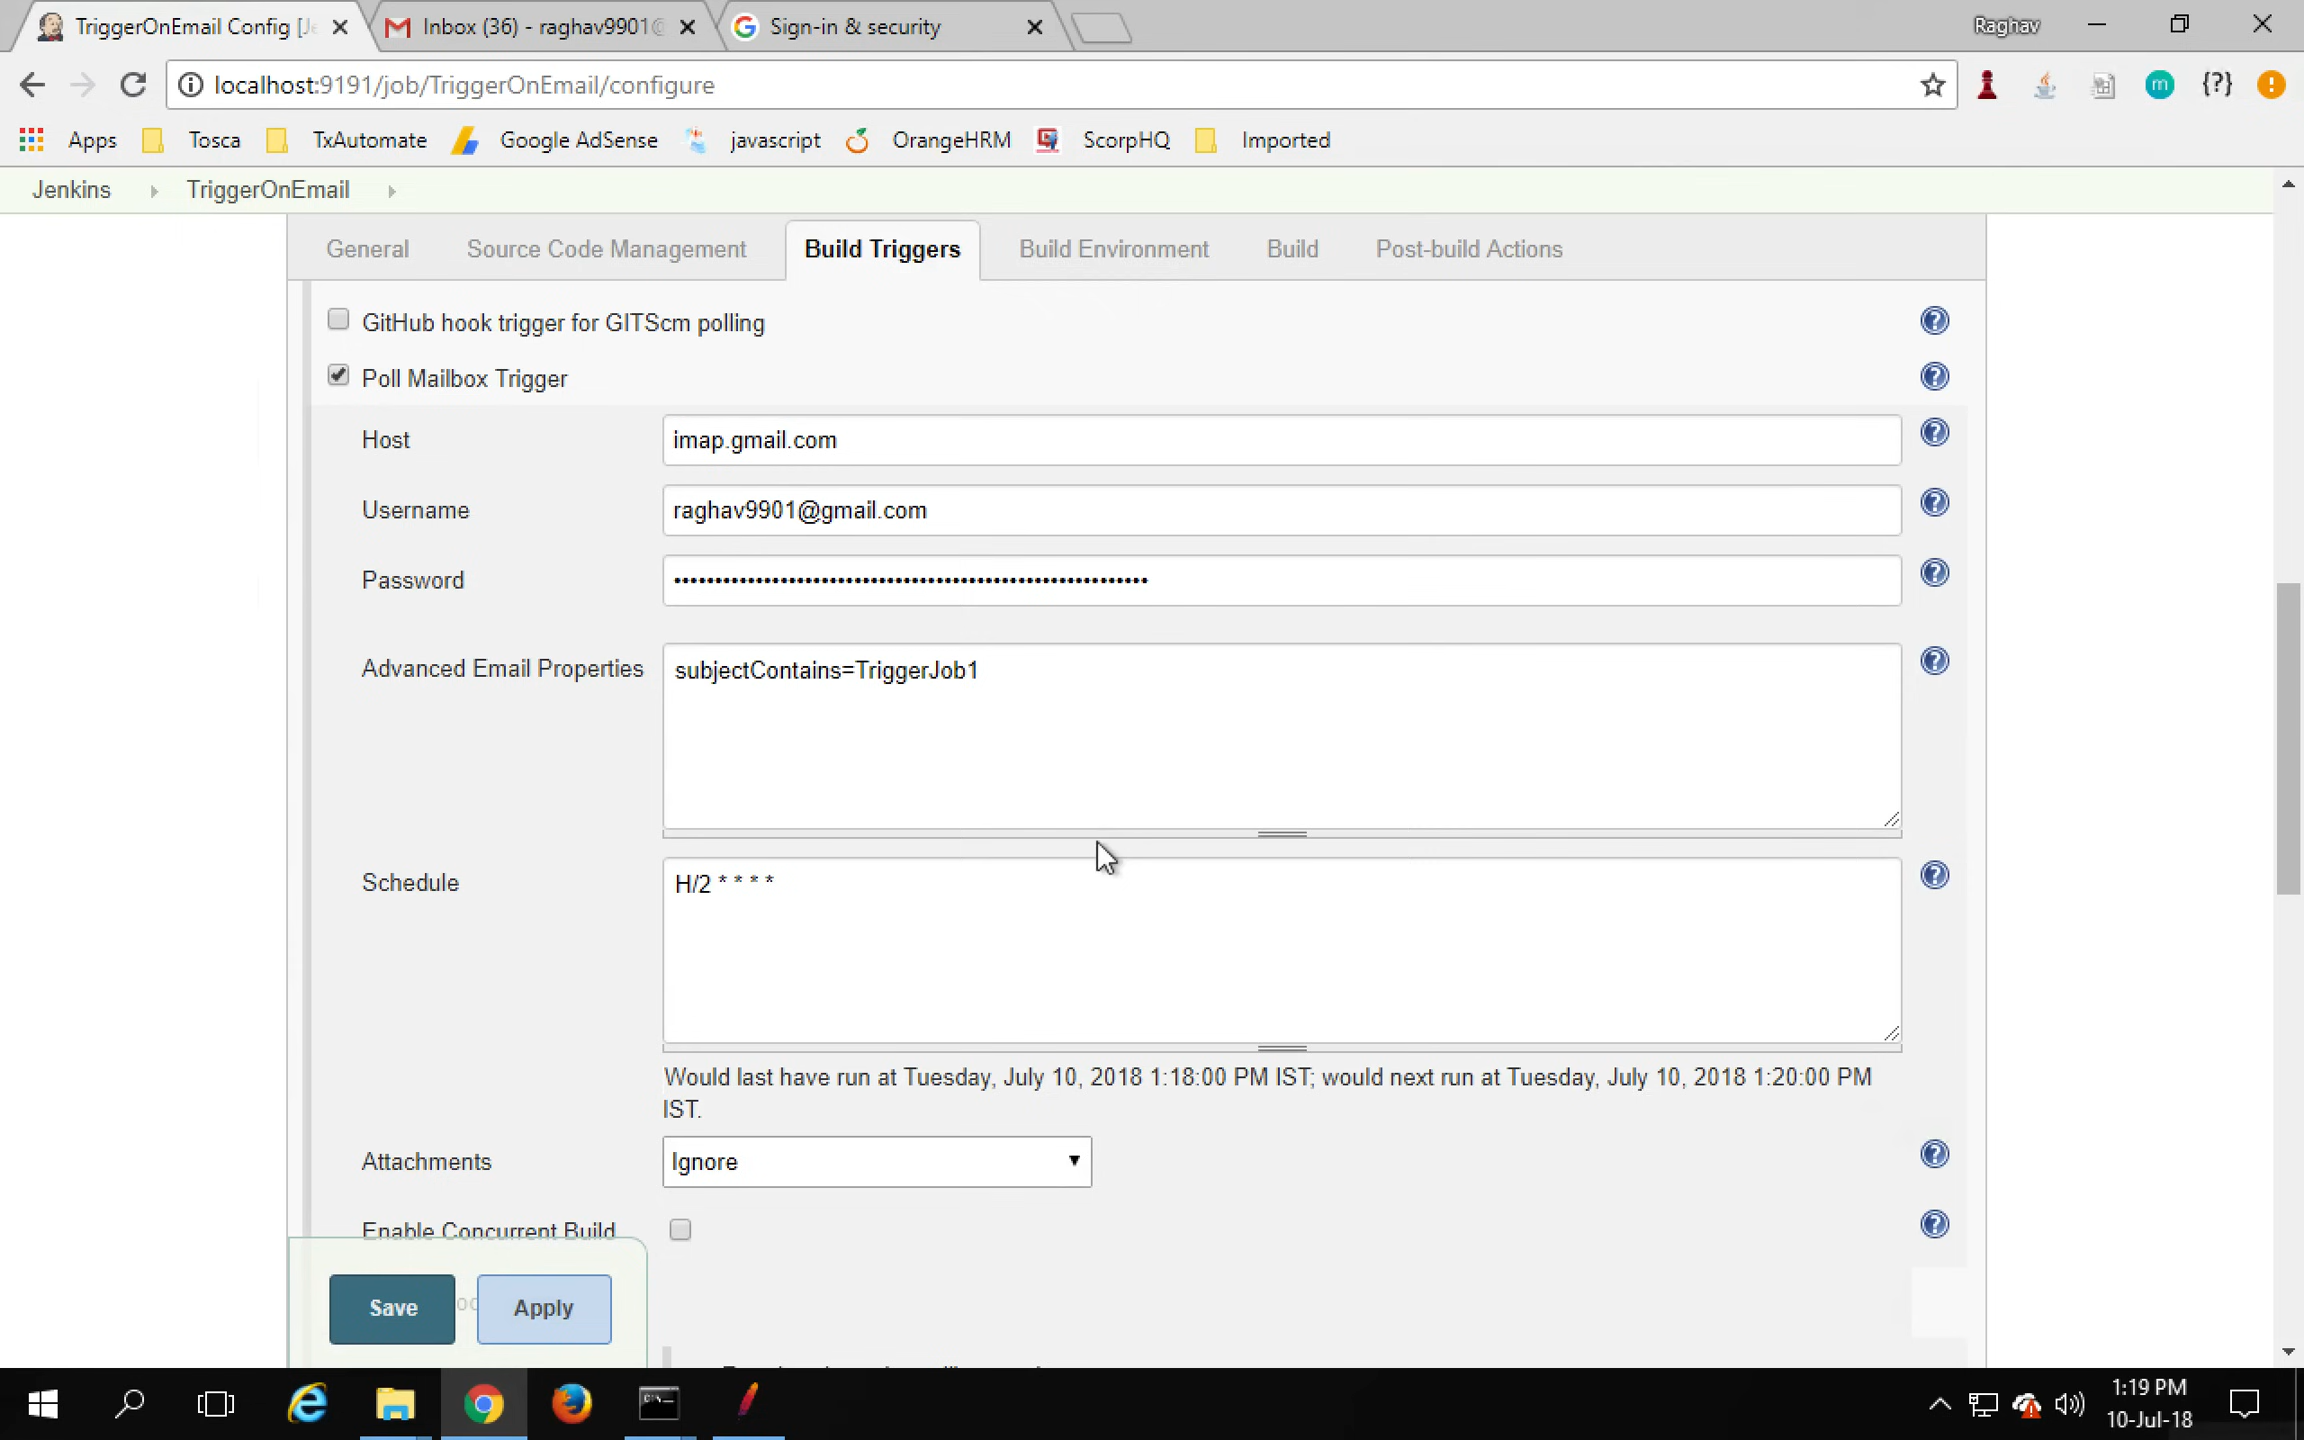 TriggerOnEmail Config [Je
Inbox (36) - raghav9901@
Sign-in & security
Raghav
localhost:9191/job/TriggerOnEmail/configure
m
{?}
Apps
Tosca
TxAutomate
Google AdSense
javascript
OrangeHRM
ScorpHQ
Imported
Jenkins
TriggerOnEmail
General
Source Code Management
Build Triggers
Build Environment
Build
Post-build Actions
GitHub hook trigger for GITScm polling
Poll Mailbox Trigger
Host
imap.gmail.com
Username
raghav9901@gmail.com
Password
Advanced Email Properties
subjectContains=TriggerJob1
Schedule
H/2 * * * *
Would last have run at Tuesday, July 10, 2018 1:18:00 PM IST; would next run at Tuesday, July 10, 2018 1:20:00 PM
IST.
Attachments
Ignore
Enable Concurrent Build
Save
Apply
1:19 PM
10-Jul-18